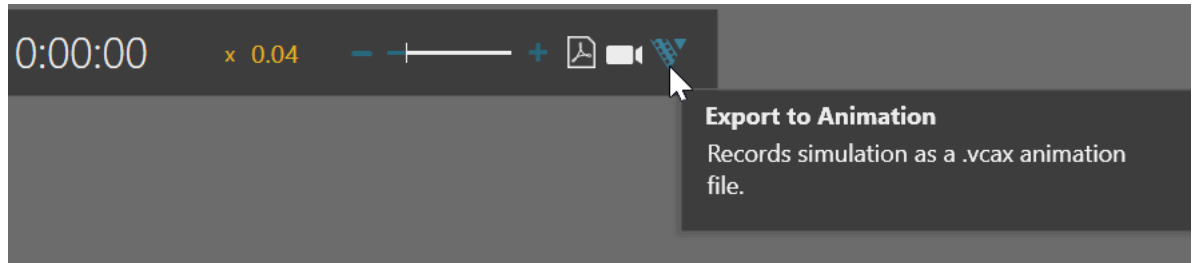 0:00:00 x 0.04
Export to Animation
Records simulation as a .vcax animation
file.